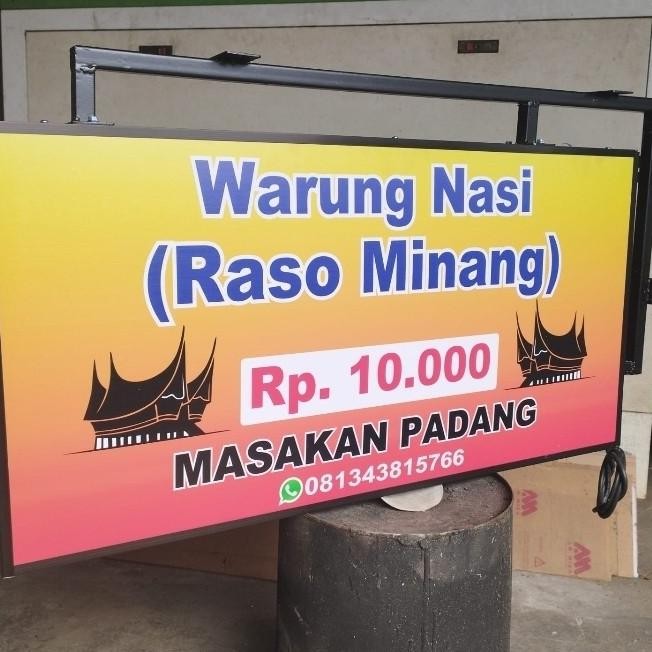 Warung Nasi
(Raso Minang)
Rp. 10.000
MASAKAN PADANG
081343815766